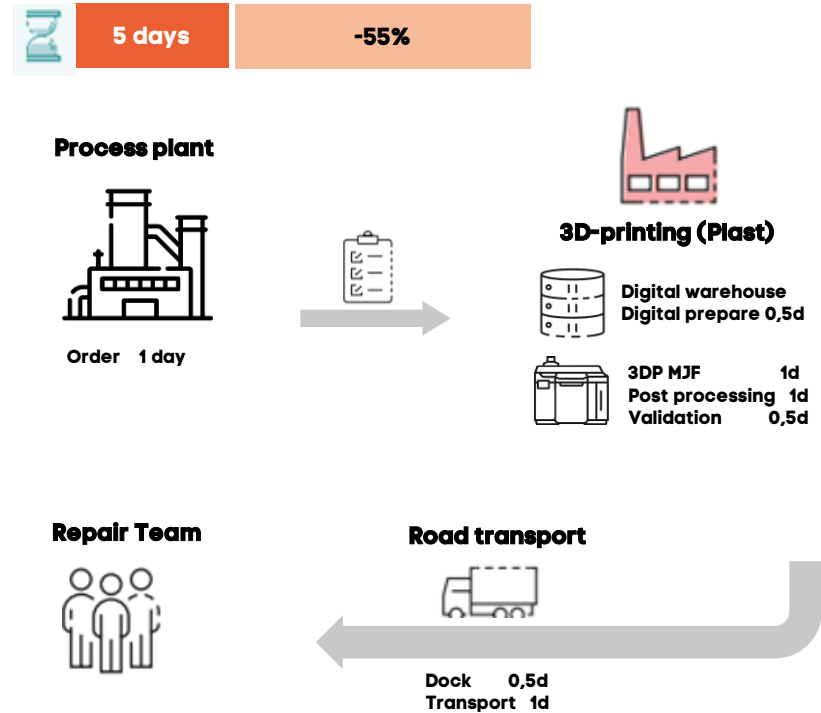 5 days
-55%
Process plant
Order 1 day
3D-printing (Plast)
Digital warehouse
Digital prepare 0,5d
3DP MJF 1d
Post processing 1d
Validation 0,5d
Repair Team
Road transport
Dock 0,5d
Transport 1d